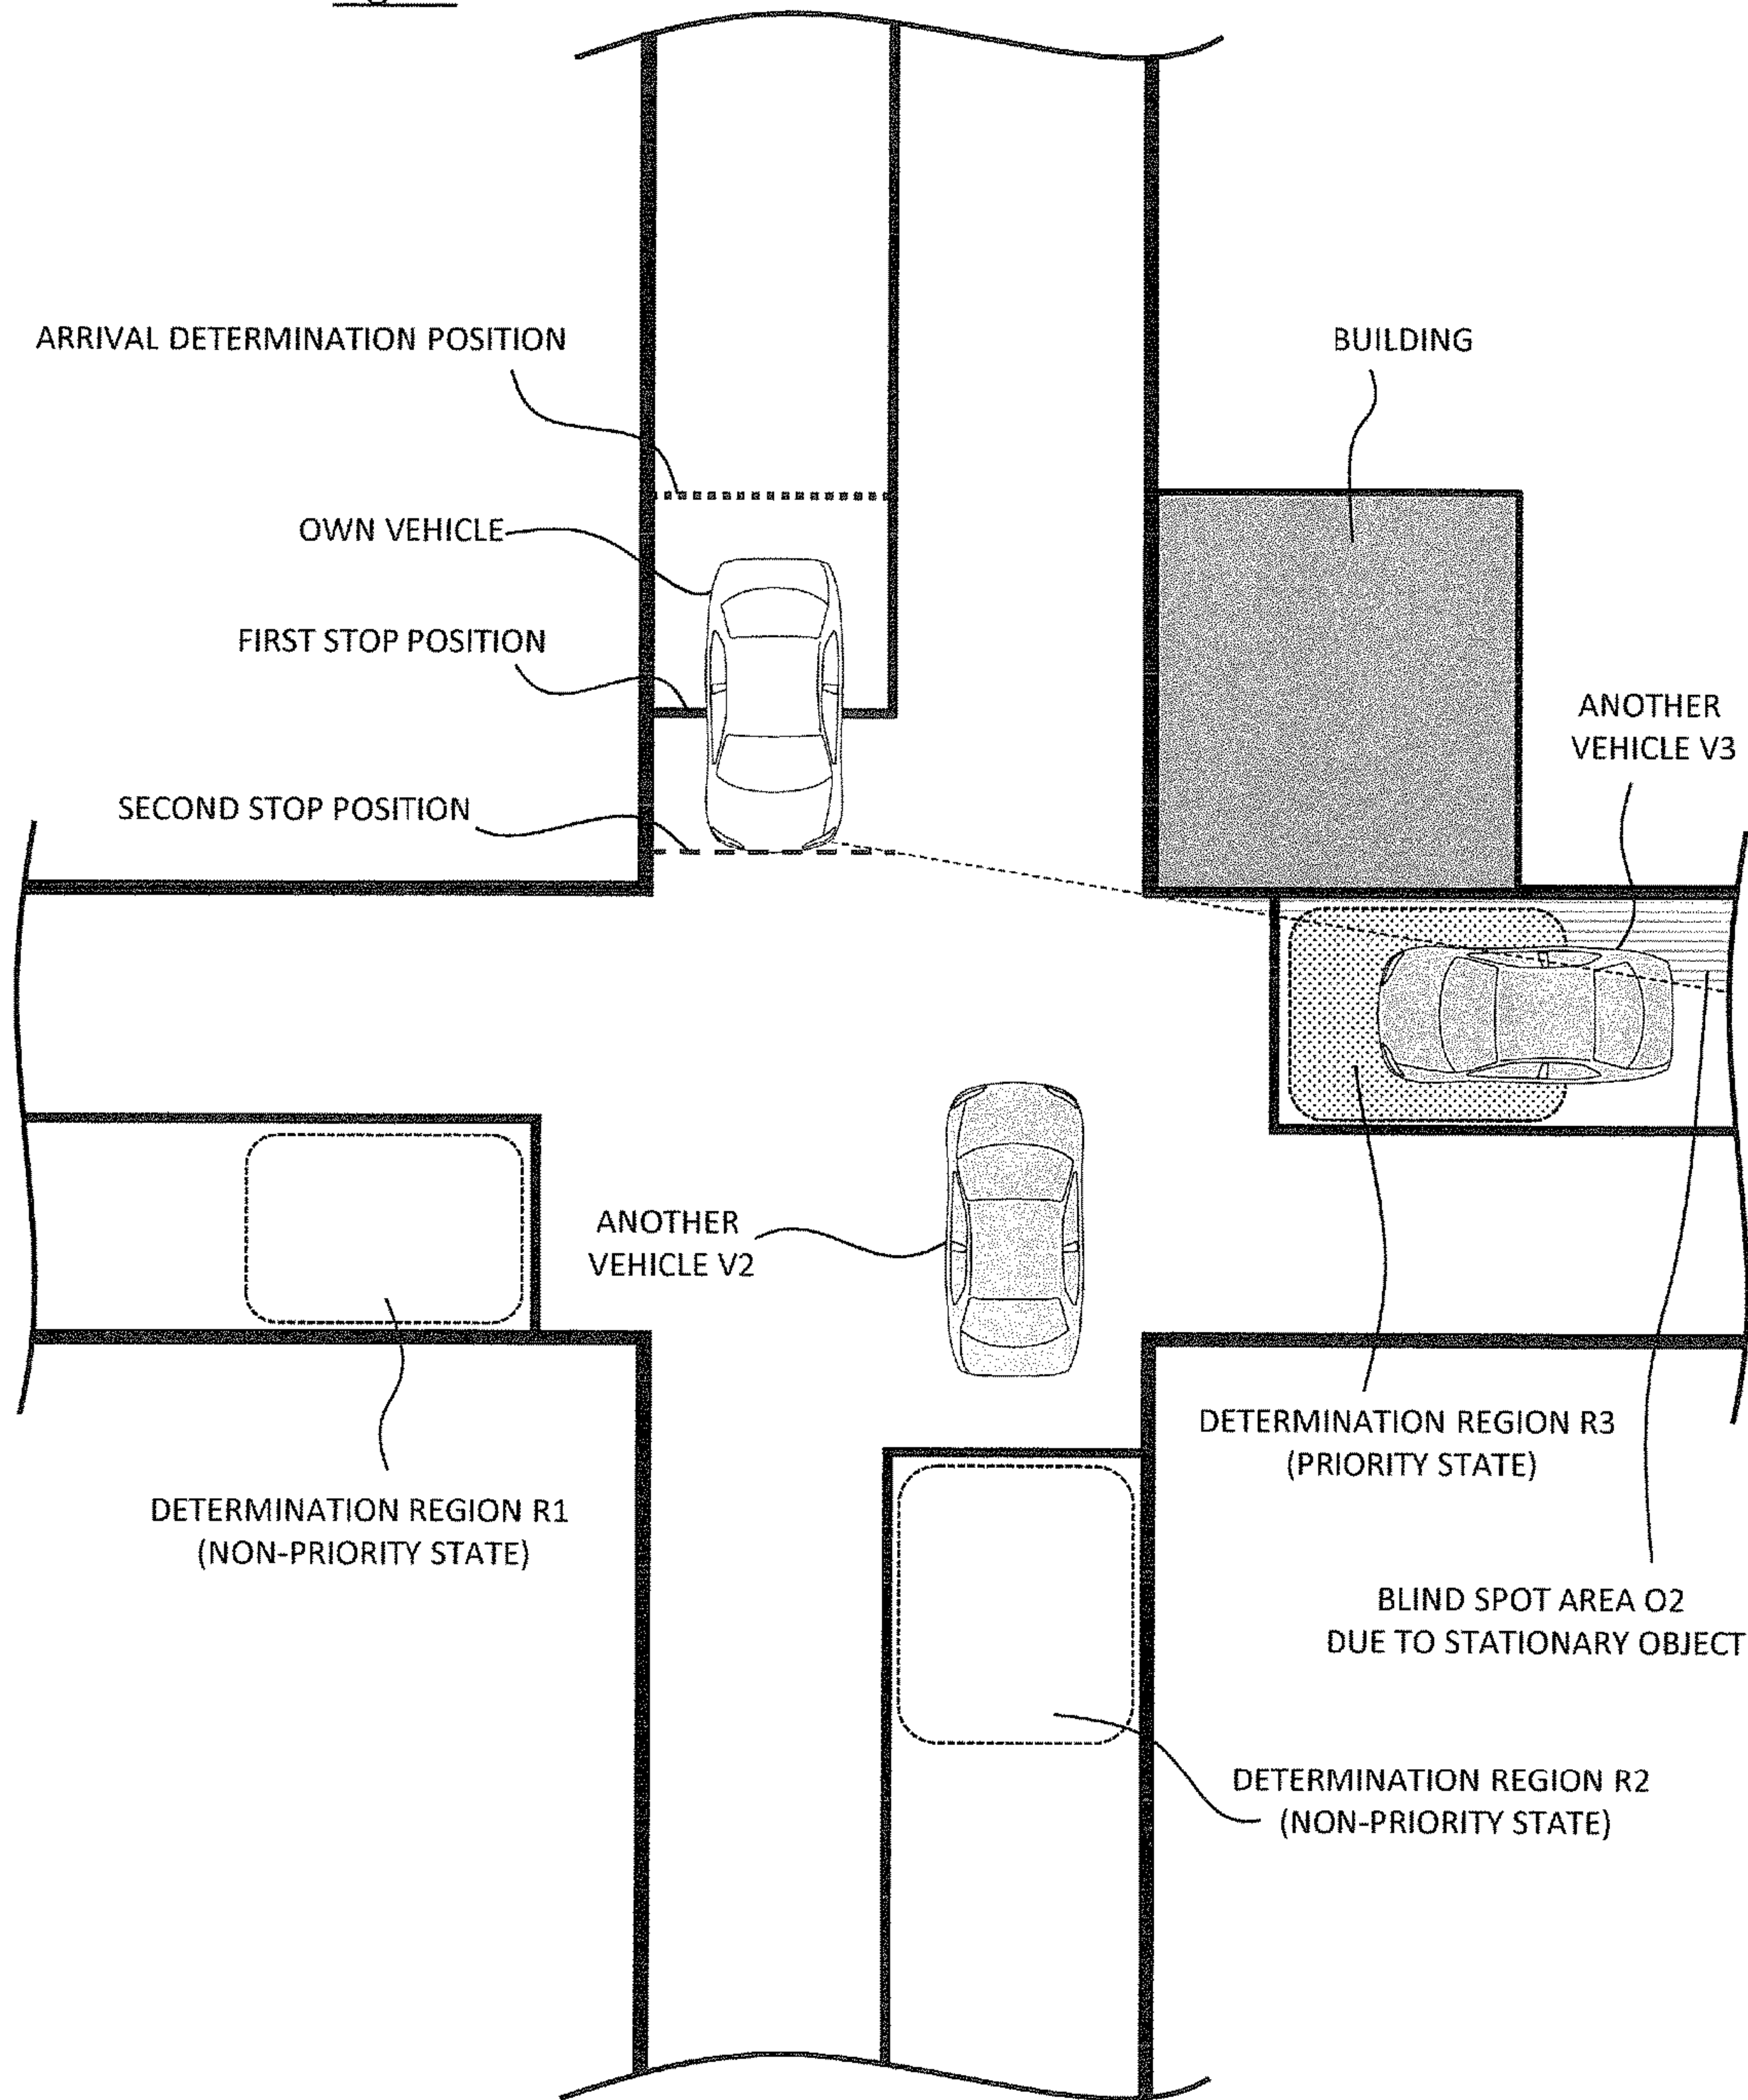 ARRIVAL DETERMINATION POSITION
BUILDING
OWN VEHICLE
FIRST STOP POSITION
ANOTHER
VEHICLE V3
SECOND STOP POSITION
ANOTHER
VEHICLE V2
DETERMINATION REGION R3
(PRIORITY STATE)
DETERMINATION REGION R1
(NON-PRIORITY STATE)
BLIND SPOT AREA O2
DUE TO STATIONARY OBJECT
DETERMINATION REGION R2
(NON-PRIORITY STATE)